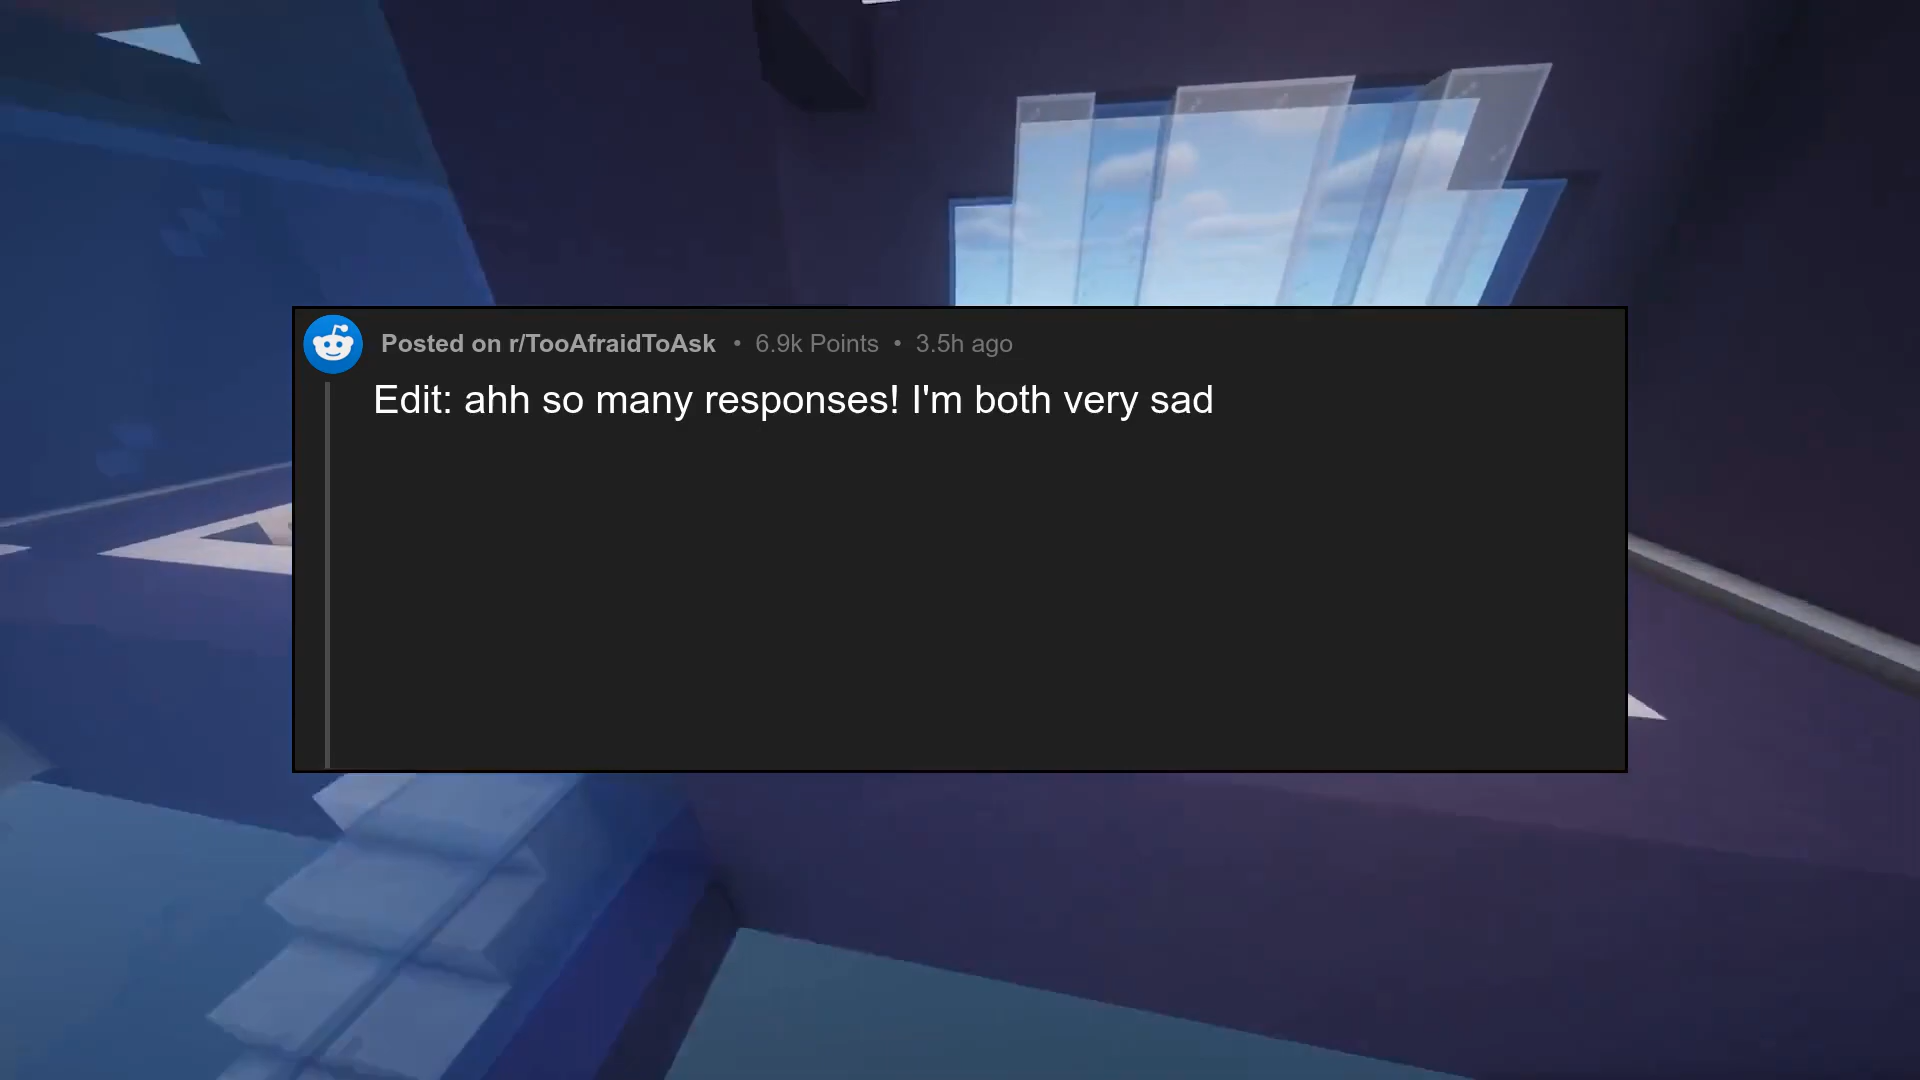 Posted on r/TooAfraidToAsk • 6.9k Points • 3.5h ago
Edit: ahh so many responses! I'm both very sad